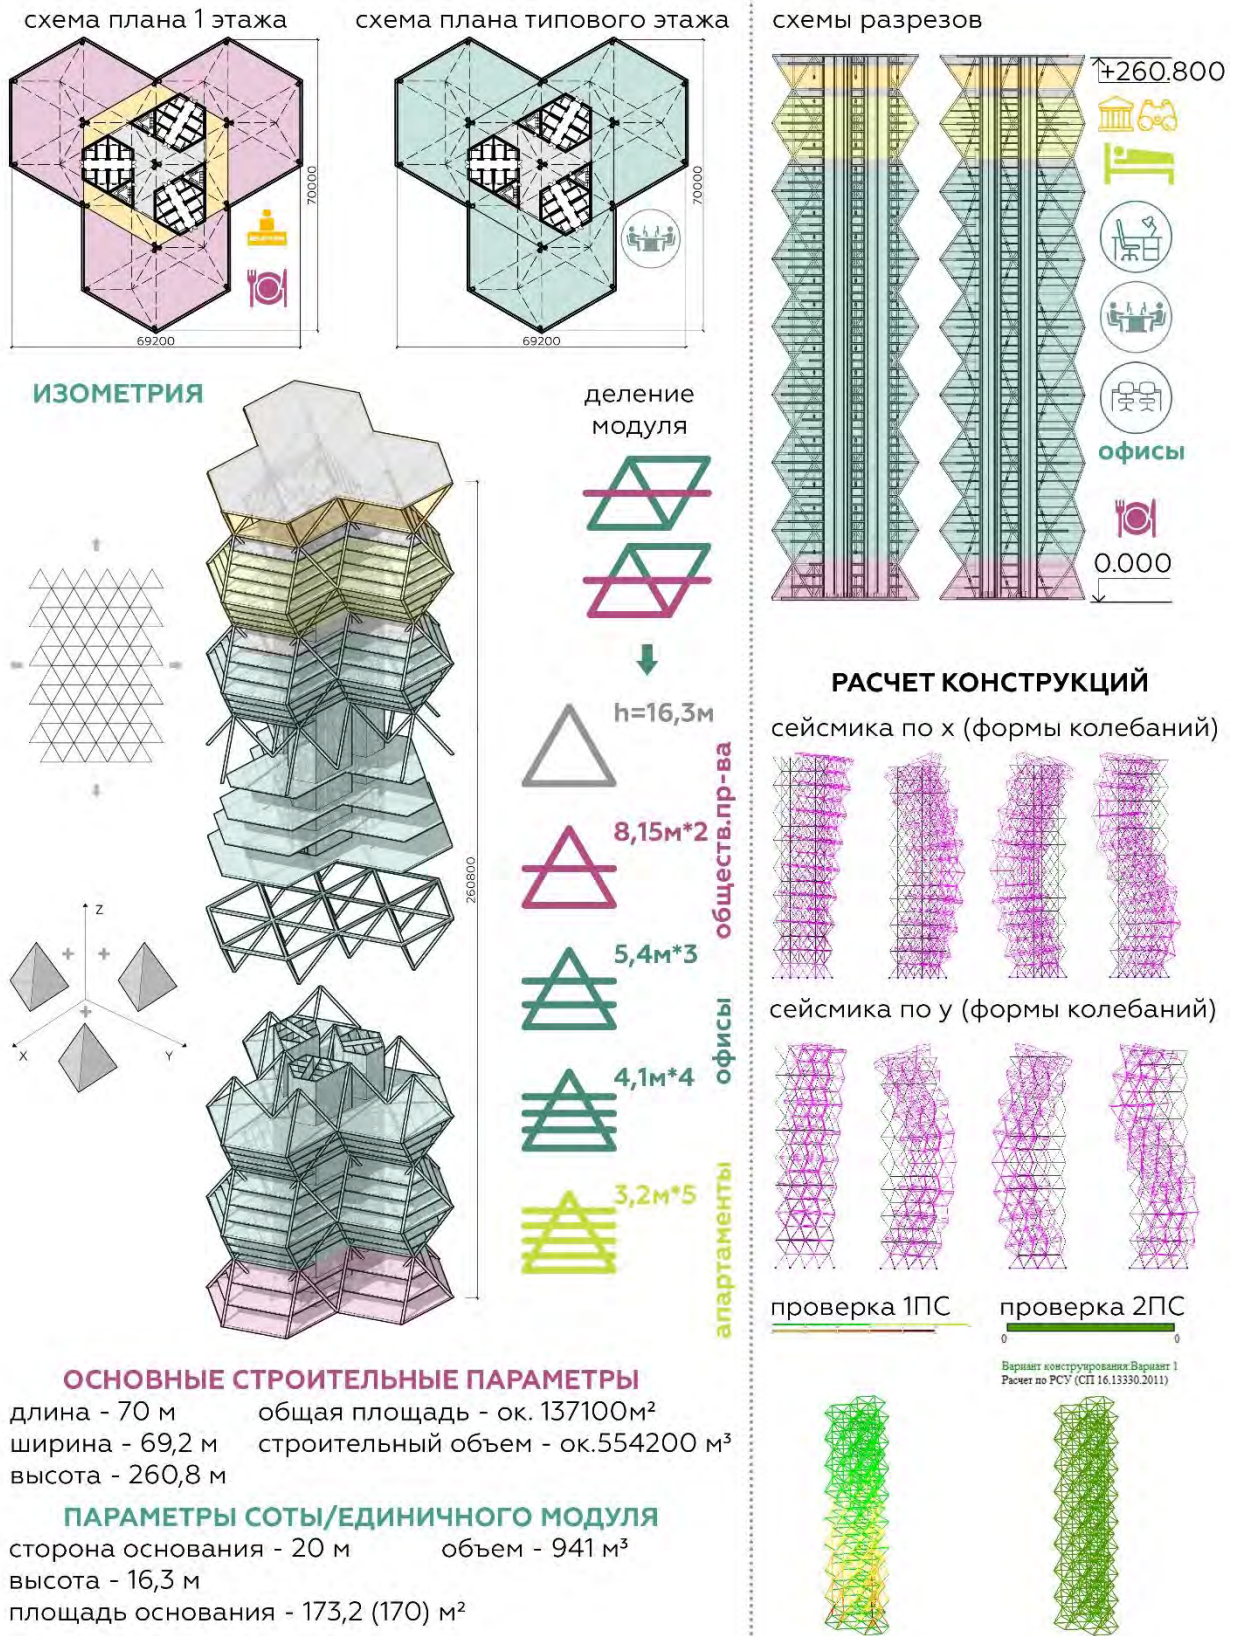 схема плана 1 этажа
схема плана типового этажа
схемы разрезов
70000
69200
70000
69200
+260.800
офисы
0.000
ИЗОМЕТРИЯ
деление
модуля
h=16,3м
8,15м*2
обществ.пр-ва
5,4м*3
офисы
4,1м*4
3,2м*5
апартаменты
260800
Z
X
Y
РАСЧЕТ КОНСТРУКЦИЙ
сейсмика по x (формы колебаний)
сейсмика по y (формы колебаний)
проверка 1ПС
проверка 2ПС
0 0
Вариант конструирования:Вариант 1
Расчет по РСУ (СП 16.13330.2011)
ОСНОВНЫЕ СТРОИТЕЛЬНЫЕ ПАРАМЕТРЫ
длина - 70 м
общая площадь - ок. 137100м²
ширина - 69,2 м
строительный объем - ок.554200 м³
высота - 260,8 м
ПАРАМЕТРЫ СОТЫ/ЕДИНИЧНОГО МОДУЛЯ
сторона основания - 20 м
объем - 941 м³
высота - 16,3 м
площадь основания - 173,2 (170) м²